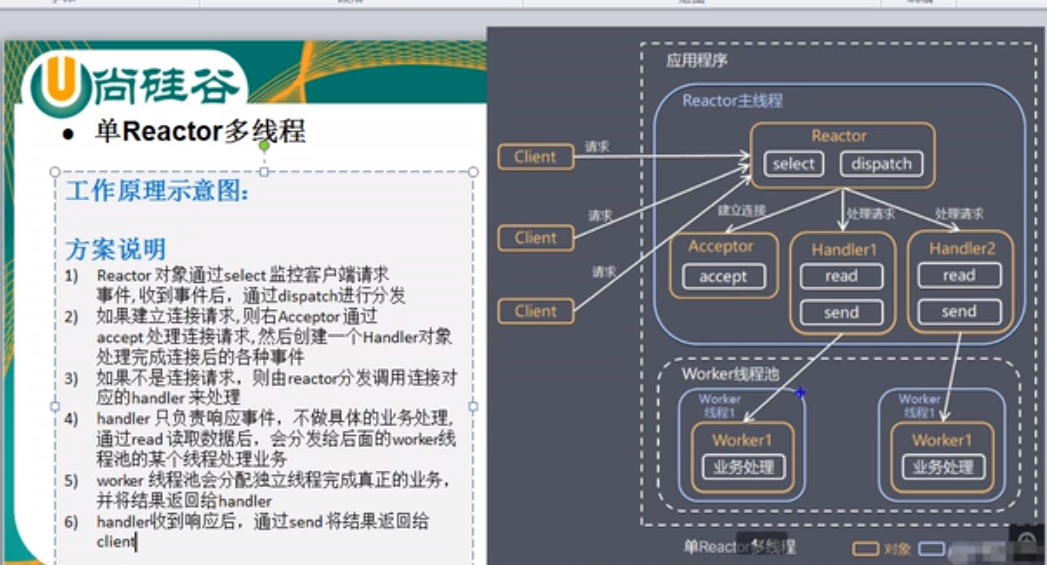 尚硅谷
单Reactor多线程
工作原理示意图：
方案说明
1) Reactor 对象通过select 监控客户端请求
事件, 收到事件后，通过dispatch进行分发
2) 如果建立连接请求, 则右Acceptor 通过
accept 处理连接请求, 然后创建一个Handler对象
处理完成连接后的各种事件
3) 如果不是连接请求，则由reactor分发调用连接对
应的handler 来处理
4) handler 只负责响应事件，不做具体的业务处理,
通过read 读取数据后，会分发给后面的worker线
程池的某个线程处理业务
5) worker 线程池会分配独立线程完成真正的业务，
并将结果返回给handler
6) handler收到响应后，通过send 将结果返回给
client
应用程序
Reactor主线程
Reactor
select
dispatch
Client
请求
Client
请求
Client
请求
建立连接
处理请求
处理请求
Acceptor
accept
Handler1
read
send
Handler2
read
send
Worker线程池
Worker
线程1
Worker1
业务处理
Worker
线程1
Worker1
业务处理
单Reactor多线程
对象